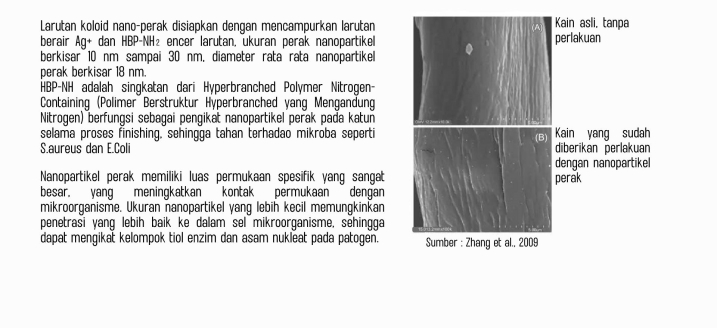 Larutan koloid nano-perak disiapkan dengan mencampurkan larutan
berair Ag+ dan HBP-NH2 encer larutan, ukuran perak nanopartikel
berkisar 10 nm sampai 30 nm, diameter rata rata nanopartikel
perak berkisar 18 nm.
HBP-NH adalah singkatan dari Hyperbranched Polymer Nitrogen-
Containing (Polimer Berstruktur Hyperbranched yang Mengandung
Nitrogen) berfungsi sebagai pengikat nanopartikel perak pada katun
selama proses finishing, sehingga tahan terhadao mikroba seperti
S.aureus dan E.Coli
Nanopartikel perak memiliki luas permukaan spesifik yang sangat
besar, yang meningkatkan kontak permukaan dengan
mikroorganisme. Ukuran nanopartikel yang lebih kecil memungkinkan
penetrasi yang lebih baik ke dalam sel mikroorganisme, sehingga
dapat mengikat kelompok tiol enzim dan asam nukleat pada patogen.
(A)
Kain asli, tanpa
perlakuan
(B)
Kain yang sudah
diberikan perlakuan
dengan nanopartikel
perak
Sumber : Zhang et al., 2009